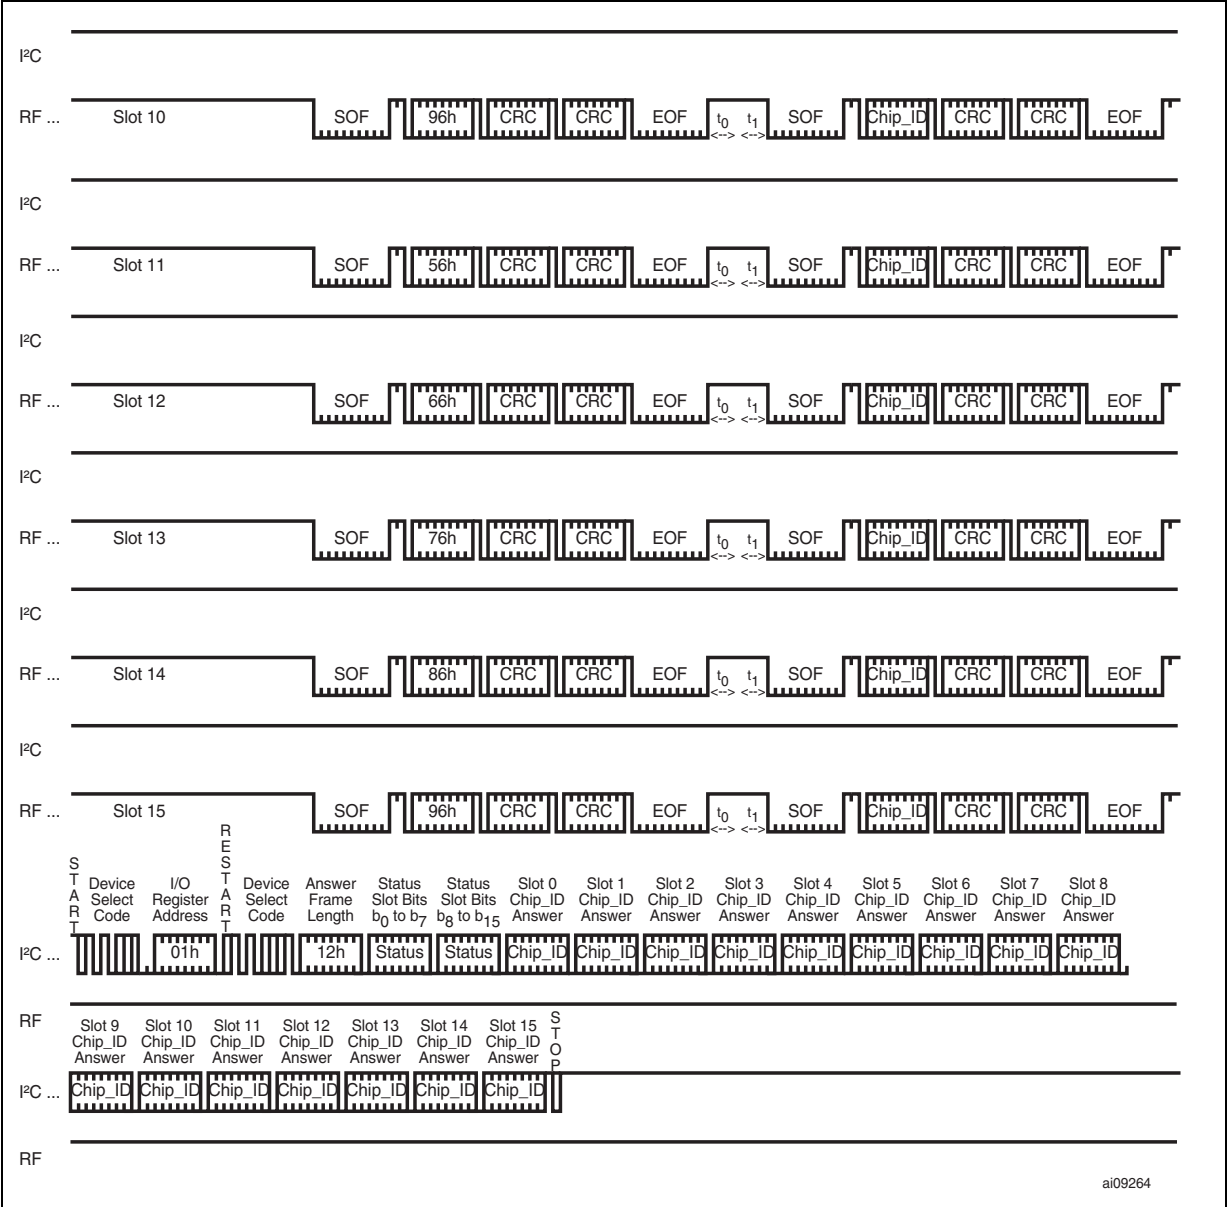 I²C
RF ... Slot 10 SOF 96h CRC CRC EOF t0 t1 SOF Chip_ID CRC CRC EOF
<--> <-->
I²C
RF ... Slot 11 SOF 56h CRC CRC EOF t0 t1 SOF Chip_ID CRC CRC EOF
<--> <-->
I²C
RF ... Slot 12 SOF 66h CRC CRC EOF t0 t1 SOF Chip_ID CRC CRC EOF
<--> <-->
I²C
RF ... Slot 13 SOF 76h CRC CRC EOF t0 t1 SOF Chip_ID CRC CRC EOF
<--> <-->
I²C
RF ... Slot 14 SOF 86h CRC CRC EOF t0 t1 SOF Chip_ID CRC CRC EOF
<--> <-->
I²C
RF ... Slot 15 SOF 96h CRC CRC EOF t0 t1 SOF Chip_ID CRC CRC EOF
<--> <-->
START
Device Select Code
I/O Register Address
RESTART
Device Select Code
Answer Frame Length
Status Slot Bits b0 to b7
Status Slot Bits b8 to b15
Slot 0 Chip_ID Answer
Slot 1 Chip_ID Answer
Slot 2 Chip_ID Answer
Slot 3 Chip_ID Answer
Slot 4 Chip_ID Answer
Slot 5 Chip_ID Answer
Slot 6 Chip_ID Answer
Slot 7 Chip_ID Answer
Slot 8 Chip_ID Answer
I²C ... 01h 12h Status Status Chip_ID Chip_ID Chip_ID Chip_ID Chip_ID Chip_ID Chip_ID Chip_ID Chip_ID
RF
Slot 9 Chip_ID Answer
Slot 10 Chip_ID Answer
Slot 11 Chip_ID Answer
Slot 12 Chip_ID Answer
Slot 13 Chip_ID Answer
Slot 14 Chip_ID Answer
Slot 15 Chip_ID Answer
STOP
I²C ... Chip_ID Chip_ID Chip_ID Chip_ID Chip_ID Chip_ID Chip_ID
RF
ai09264